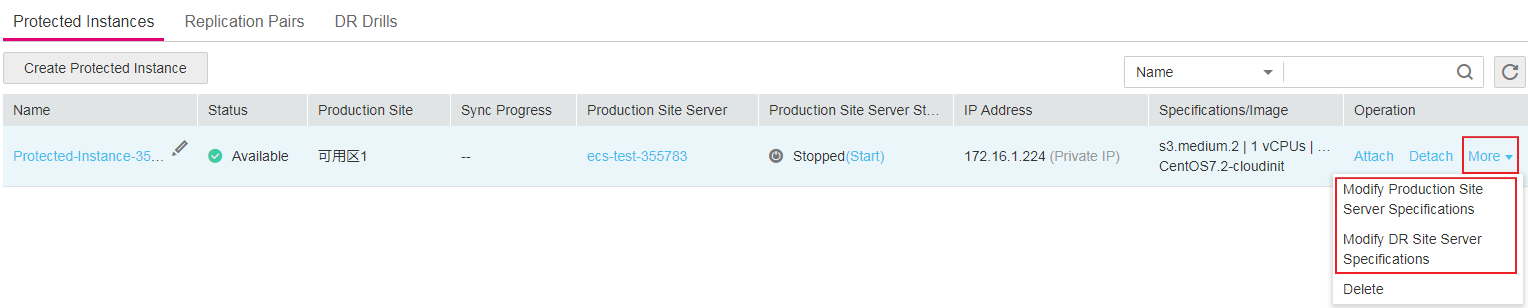 Protected Instances Replication Pairs DR Drills
Create Protected Instance
Name
Name Status Production Site Sync Progress Production Site Server Production Site Server St... IP Address Specifications/Image Operation
Protected-Instance-35... Available 可用区1 -- ecs-test-355783 Stopped(Start) 172.16.1.224 (Private IP) s3.medium.2 | 1 vCPUs | ... Attach Detach More
CentOS7.2-cloudinit
Modify Production Site
Server Specifications
Modify DR Site Server
Specifications
Delete